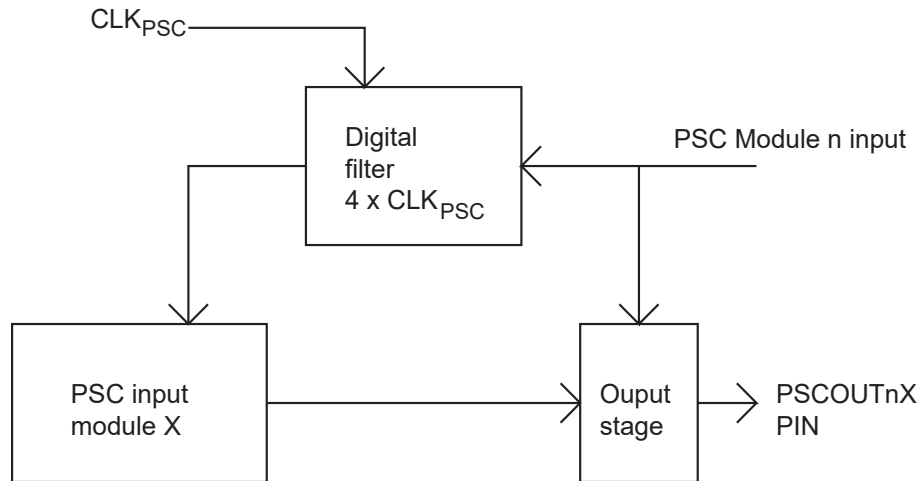 CLKPSC
Digital
filter
4 x CLKPSC
PSC Module n input
PSC input
module X
Ouput
stage
PSCOUTnX
PIN